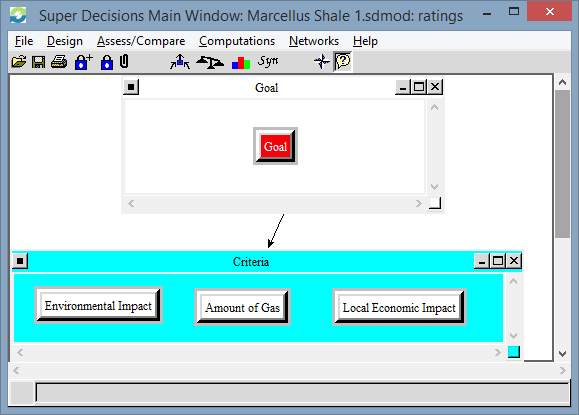 Super Decisions Main Window: Marcellus Shale 1.sdmod: ratings
File Design Assess/Compare Computations Networks Help
Syn
Goal
Goal
Criteria
Environmental Impact Amount of Gas Local Economic Impact